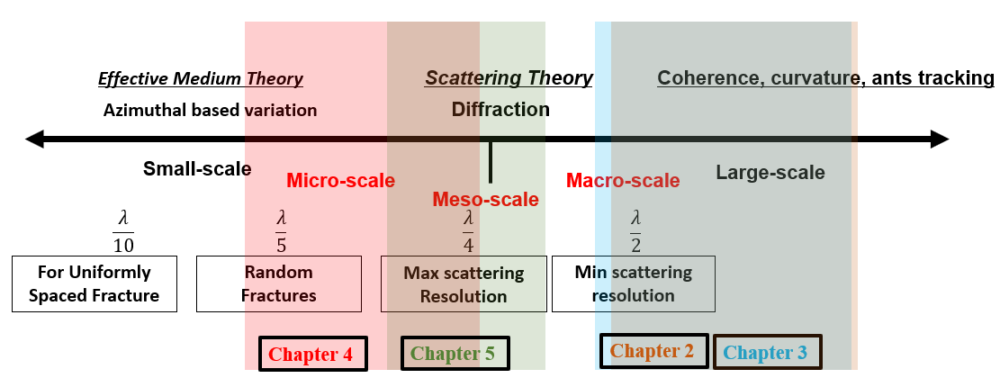 Effective Medium Theory
Scattering Theory
Coherence, curvature, ants tracking
Azimuthal based variation
Diffraction
Small-scale
Micro-scale
Meso-scale
Macro-scale
Large-scale
λ/10
λ/5
λ/4
λ/2
For Uniformly
Spaced Fracture
Random
Fractures
Max scattering
Resolution
Min scattering
resolution
Chapter 4
Chapter 5
Chapter 2
Chapter 3